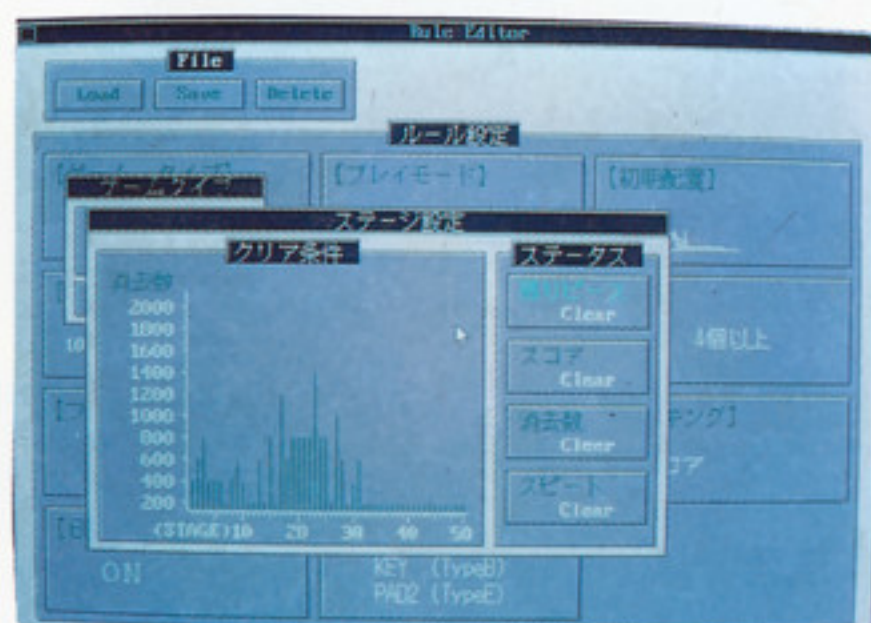 Rule Editor
File
Load Save Delete
ルール設定
【プレイモード】
【初期配置】
ステージ設定
クリア条件
消去数
2000
1800
1600
1400
1200
1000
800
600
400
200
(STAGE)10 20 30 40 50
ステータス
Clear
スコア
Clear
消去数
Clear
スピード
Clear
10
4個以上
ON
KEY (TypeB)
PAD2 (TypeE)